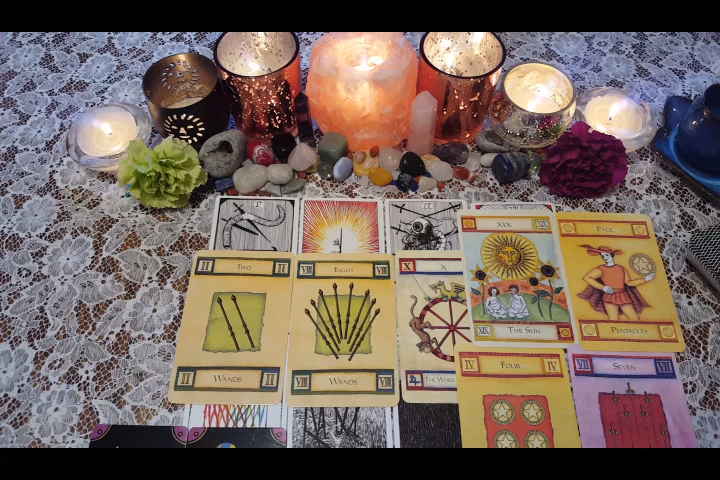 XIX
XIX
THE SUN
XIX
PAGE
PENTACLES
II
TWO
II
II
WANDS
II
VIII
EIGHT
VIII
VIII
WANDS
VIII
X
X
THE WHEEL
IV
FOUR
IV
VII
SEVEN
VII